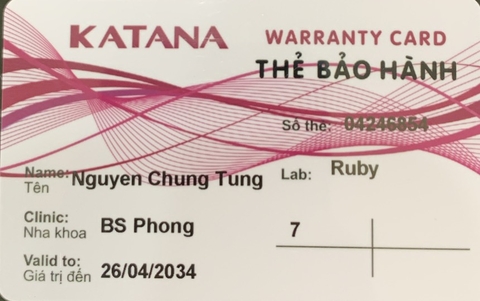 KATANA WARRANTY CARD
THẺ BẢO HÀNH
Số thẻ: 04246854
Name: Nguyen Chung Tung Lab: Ruby
Tên
Clinic: BS Phong 7
Nha khoa
Valid to: 26/04/2034
Giá trị đến